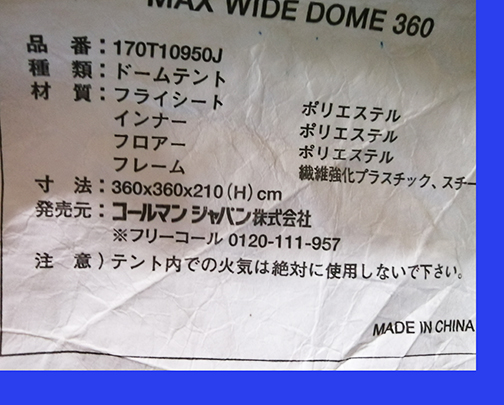 MAX WIDE DOME 360
品 番：170T10950J
種 類：ドームテント
材 質：フライシート ポリエステル
インナー ポリエステル
フロアー ポリエステル
フレーム 繊維強化プラスチック、スチー
寸 法：360x360x210(H)cm
発売元：コールマン ジャパン株式会社
※フリーコール 0120-111-957
注 意）テント内での火気は絶対に使用しないで下さい。
MADE IN CHINA